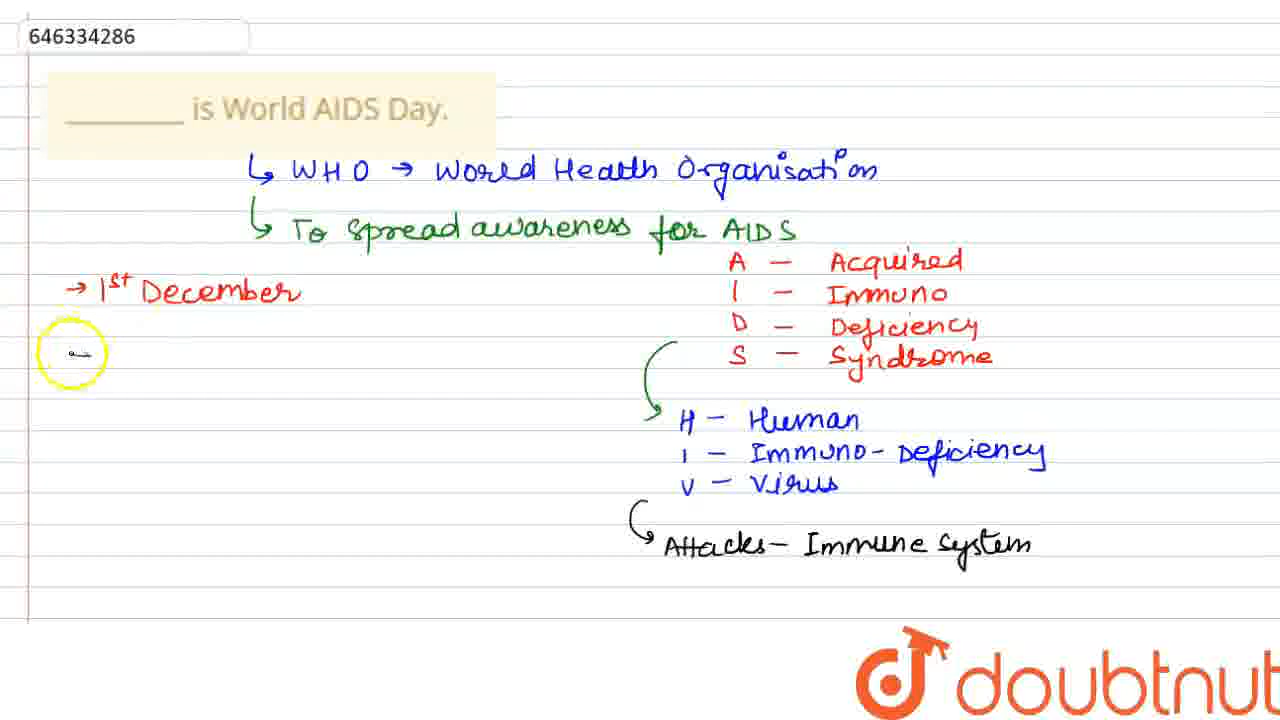 646334286
________ is World AIDS Day.
↳ WHO → World Health Organisation
↳ To spread awareness for AIDS
A — Acquired
→ 1st December
I — Immuno
D — Deficiency
S — Syndrome
H — Human
I — Immuno-Deficiency
V — Virus
↳ Attacks — Immune system
doubtnut